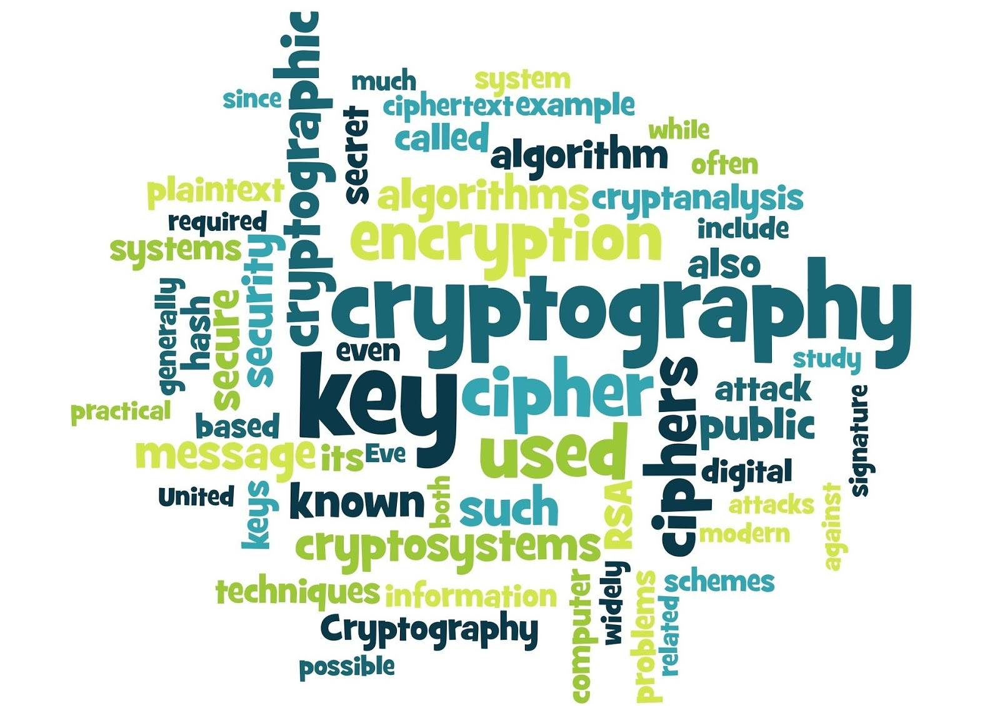 cryptographic
much
system
since
ciphertext
example
secret
called
while
algorithm
often
plaintext
algorithms
cryptanalysis
required
encryption
include
systems
security
also
cryptography
generally
hash
secure
even
study
key
cipher
ciphers
attack
signature
practical
based
public
message
its
Eve
used
digital
United
keys
known
both
such
RSA
attacks
against
cryptosystems
modern
techniques
information
computer
widely
problems
schemes
related
Cryptography
possible